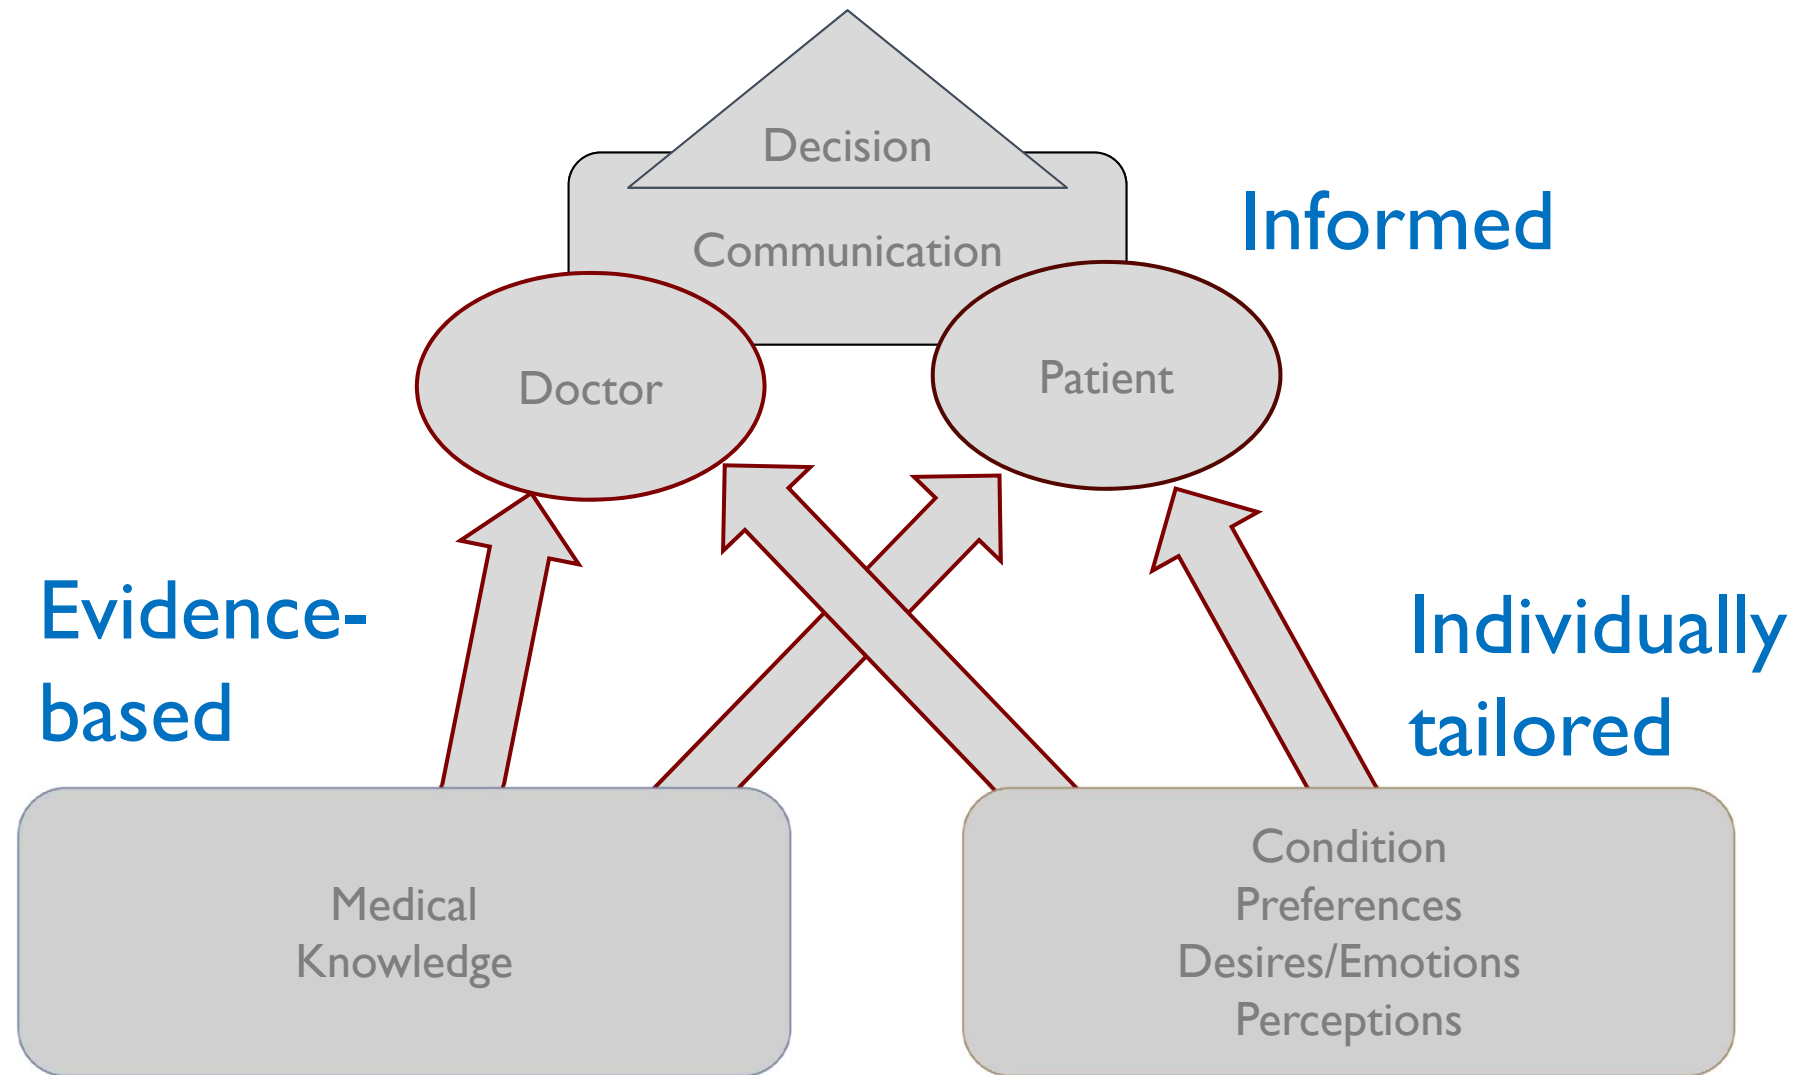 Decision
Communication
Informed
Doctor
Patient
Evidence-
based
Individually
tailored
Medical
Knowledge
Condition
Preferences
Desires/Emotions
Perceptions